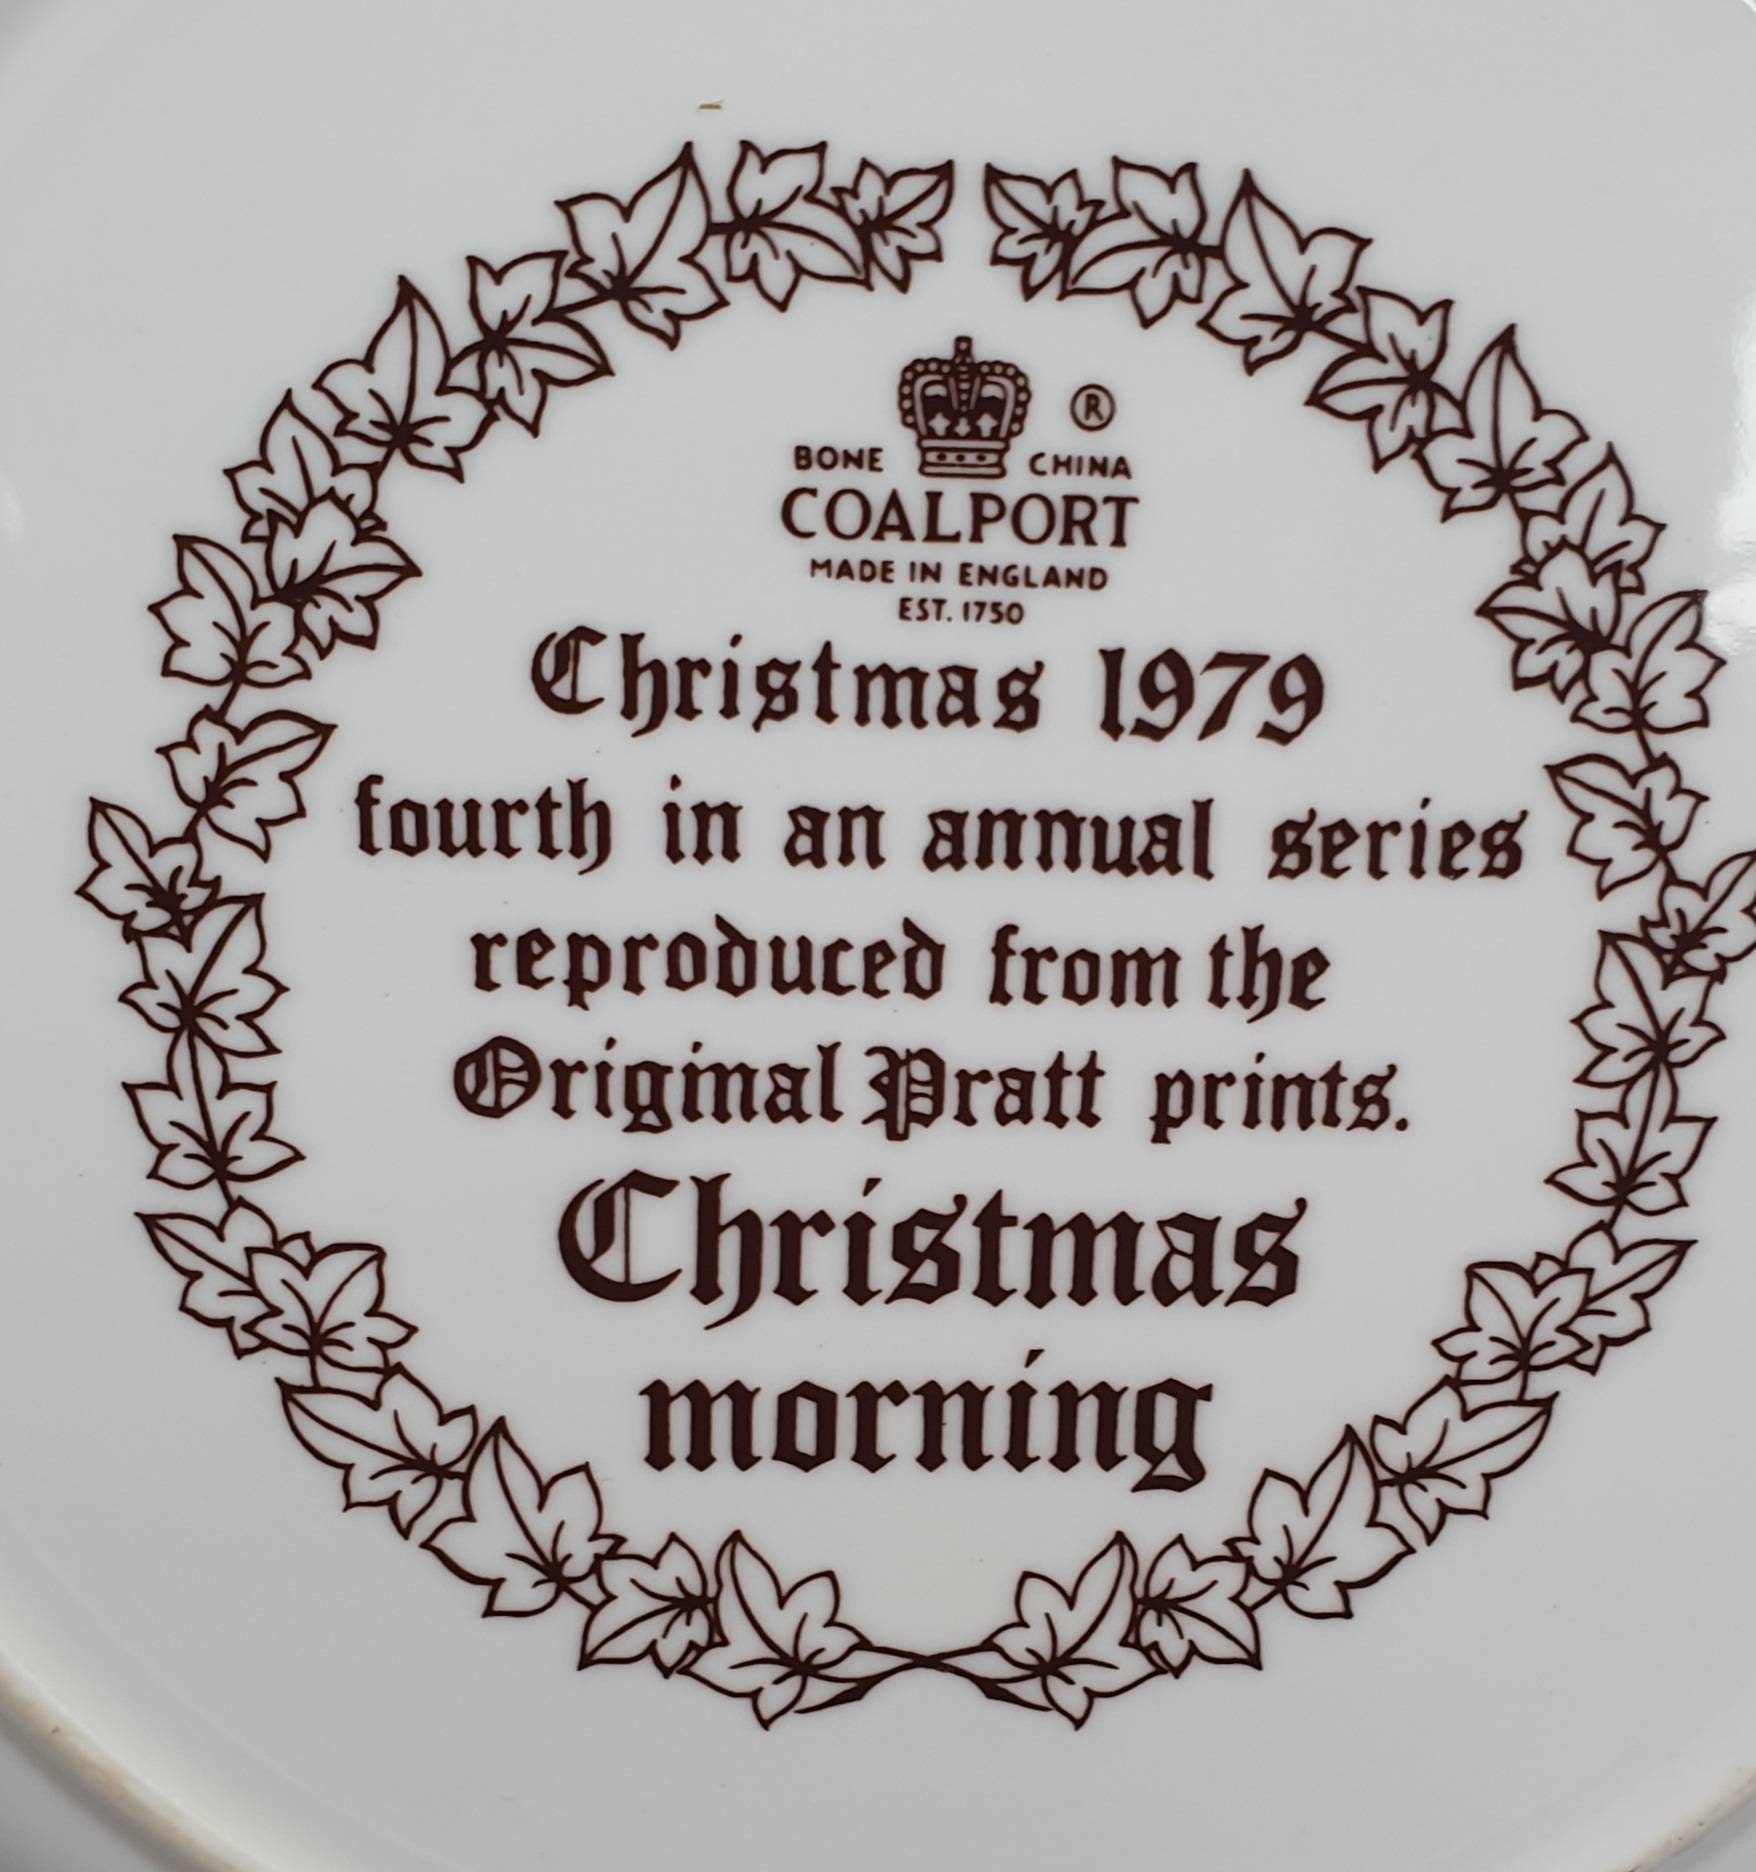 ®
BONE CHINA
COALPORT
MADE IN ENGLAND
EST. 1750
Christmas 1979
fourth in an annual series
reproduced from the
Original Pratt prints.
Christmas
morning